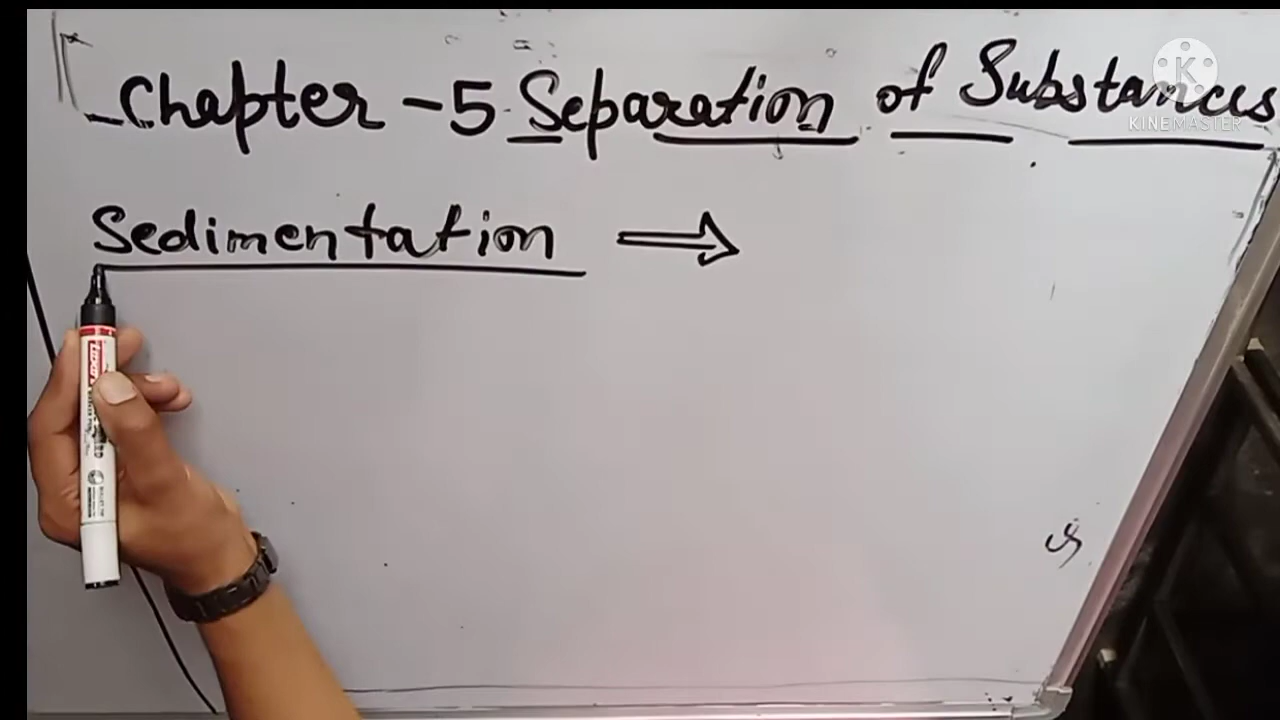 Chapter - 5 Separation of Substances
KINEMASTER
Sedimentation ⇒